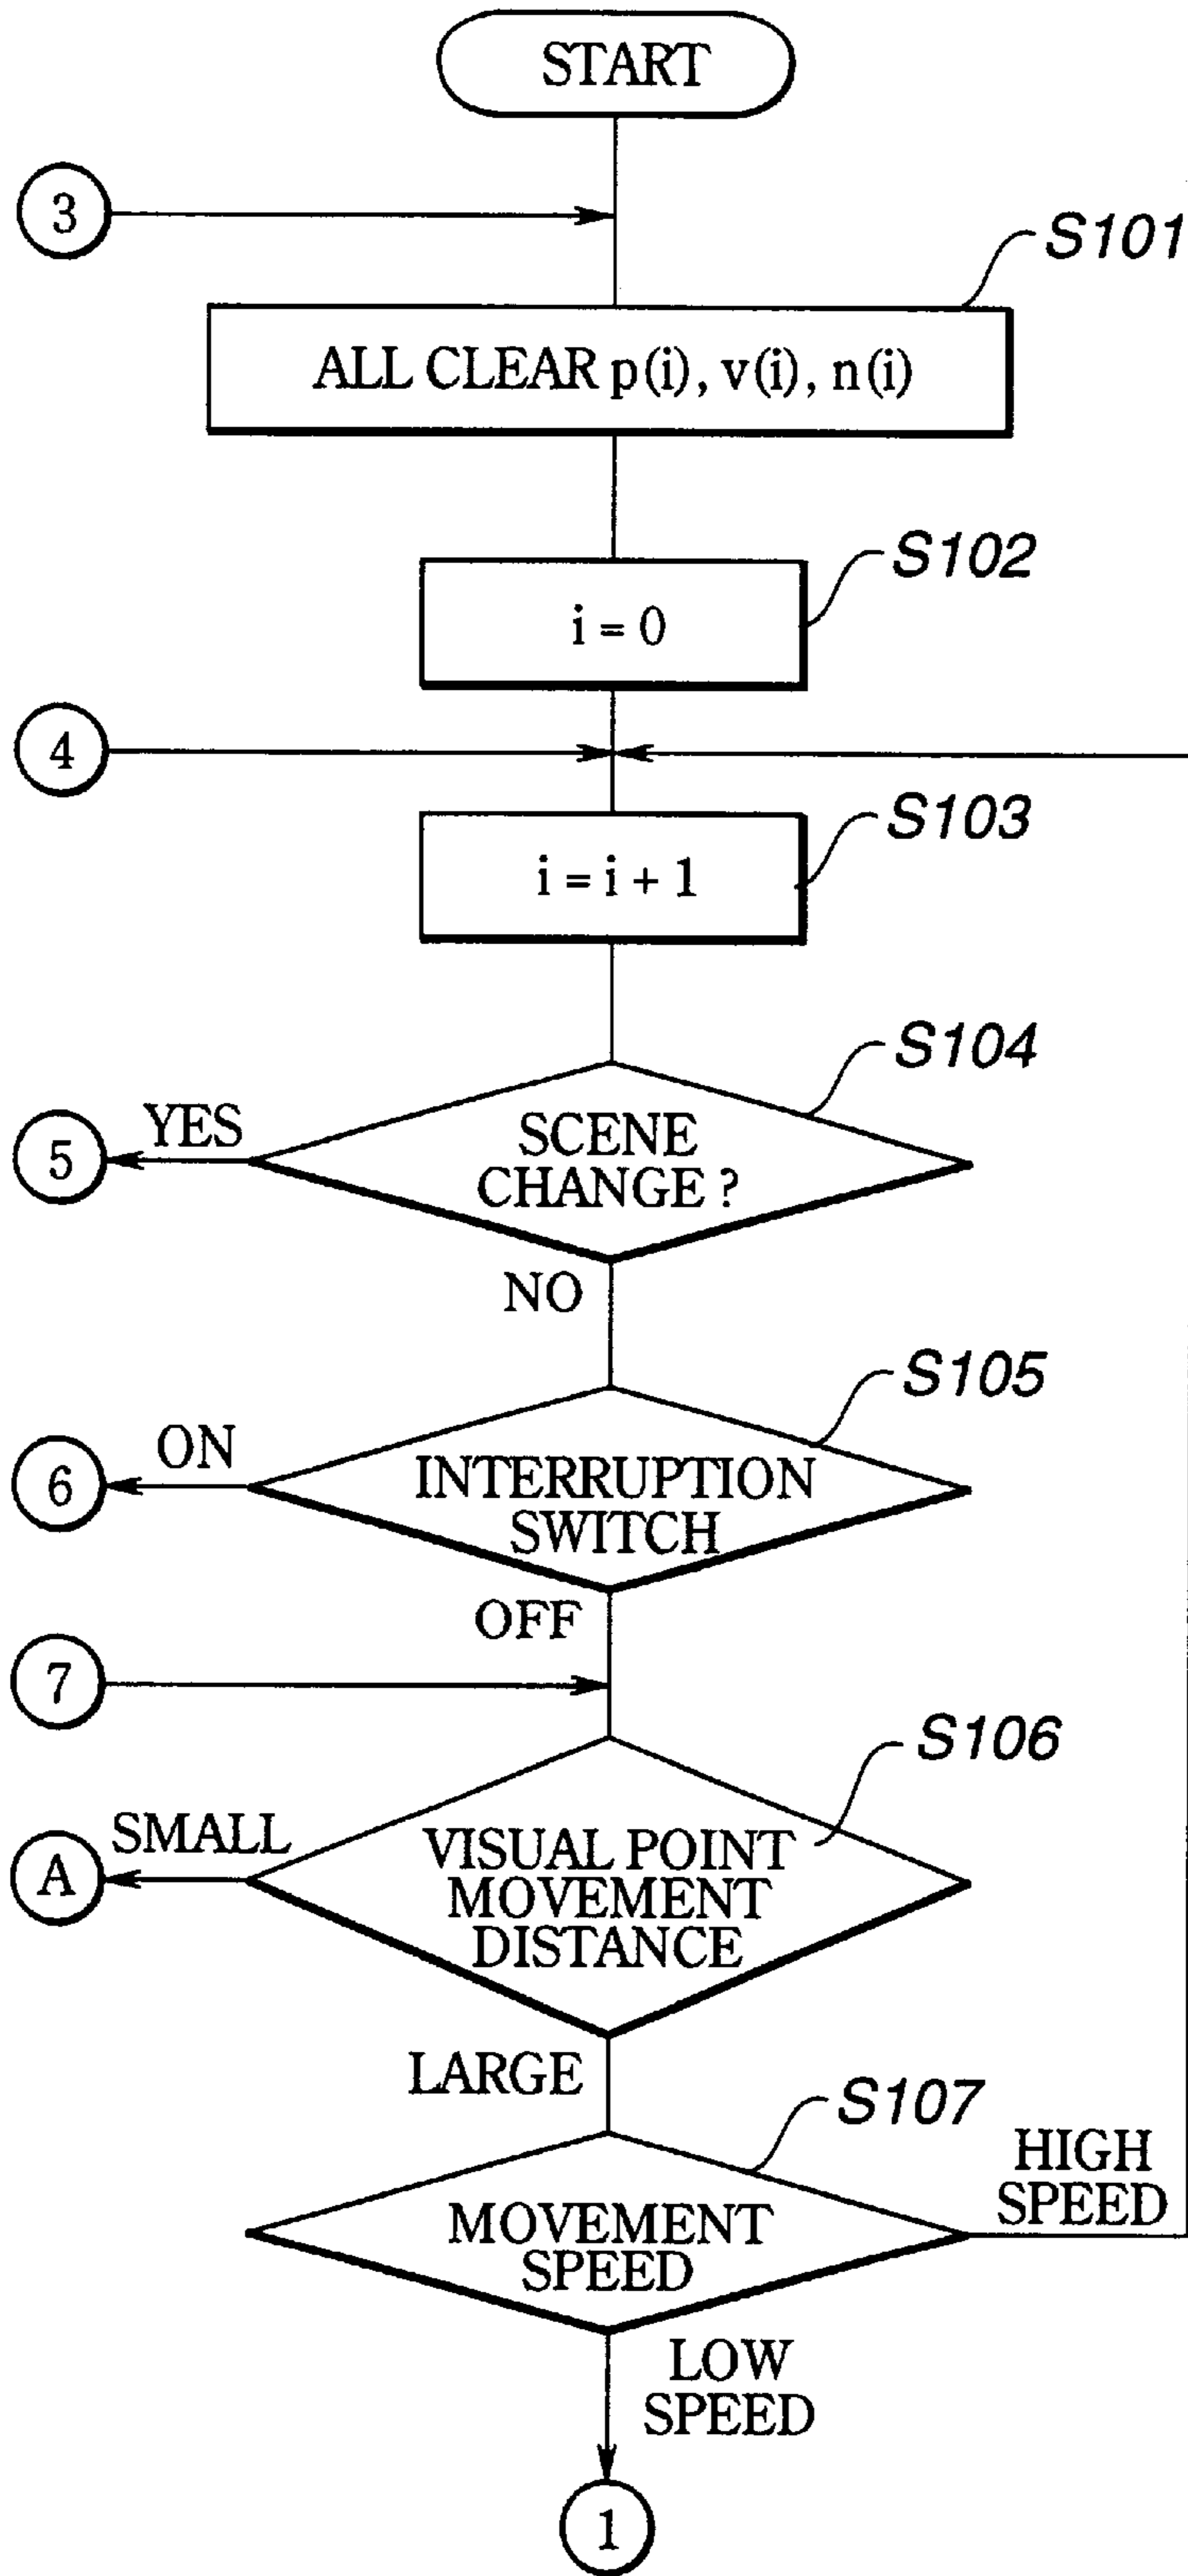 START
3
S101
ALL CLEAR p(i), v(i), n(i)
S102
i = 0
4
S103
i = i + 1
S104
YES
5
SCENE
CHANGE ?
NO
S105
ON
6
INTERRUPTION
SWITCH
OFF
7
S106
SMALL
A
VISUAL POINT
MOVEMENT
DISTANCE
LARGE
S107
HIGH
SPEED
MOVEMENT
SPEED
LOW
SPEED
1